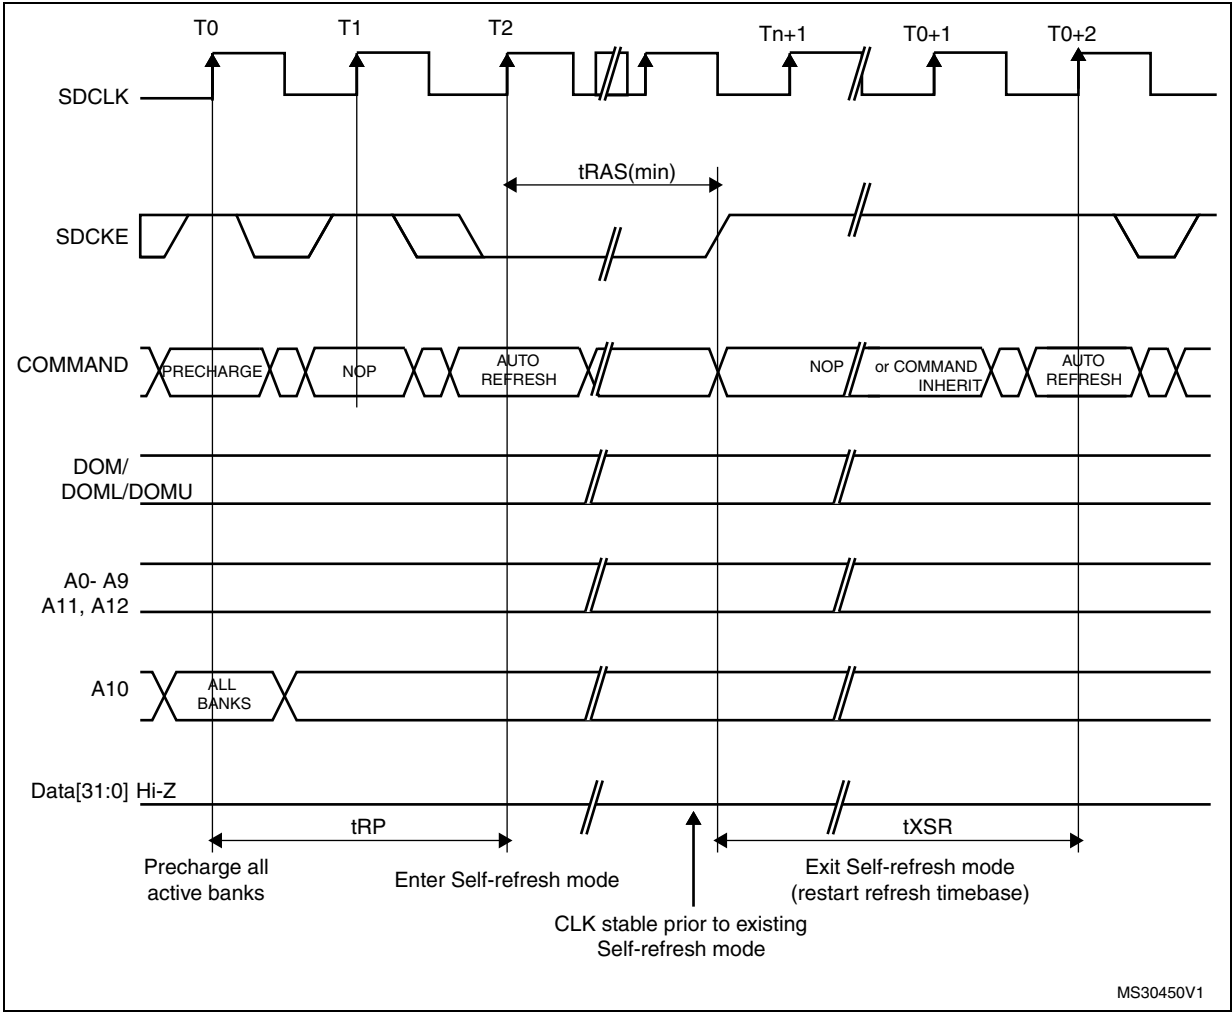 T0 T1 T2 Tn+1 T0+1 T0+2
SDCLK
tRAS(min)
SDCKE
COMMAND
PRECHARGE
NOP
AUTO
REFRESH
NOP
or COMMAND
INHERIT
AUTO
REFRESH
DOM/
DOML/DOMU
A0- A9
A11, A12
A10
ALL
BANKS
Data[31:0] Hi-Z
tRP
tXSR
Precharge all
active banks
Enter Self-refresh mode
Exit Self-refresh mode
(restart refresh timebase)
CLK stable prior to existing
Self-refresh mode
MS30450V1